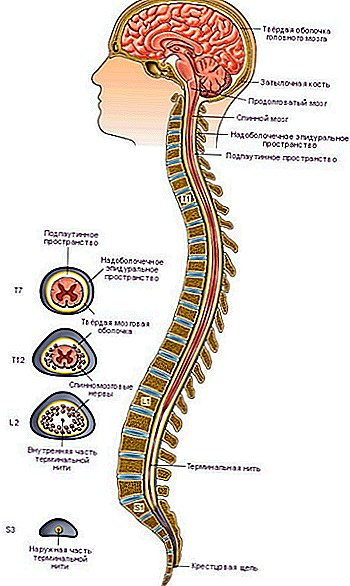 Твёрдая оболочка
головного мозга
Затылочная кость
Продолговатый мозг
Спинной мозг
Надоболочечное эпидуральное
пространство
Подпаутинное пространство
Подпаутинное
пространство
Надоболочечное
эпидуральное
пространство
T7
Твёрдая мозговая
оболочка
T12
Спинномозговые
нервы
L2
Внутренняя часть
терминальной
нити
Терминальная нить
S1
S3
Наружная часть
терминальной
нити
Крестцовая щель